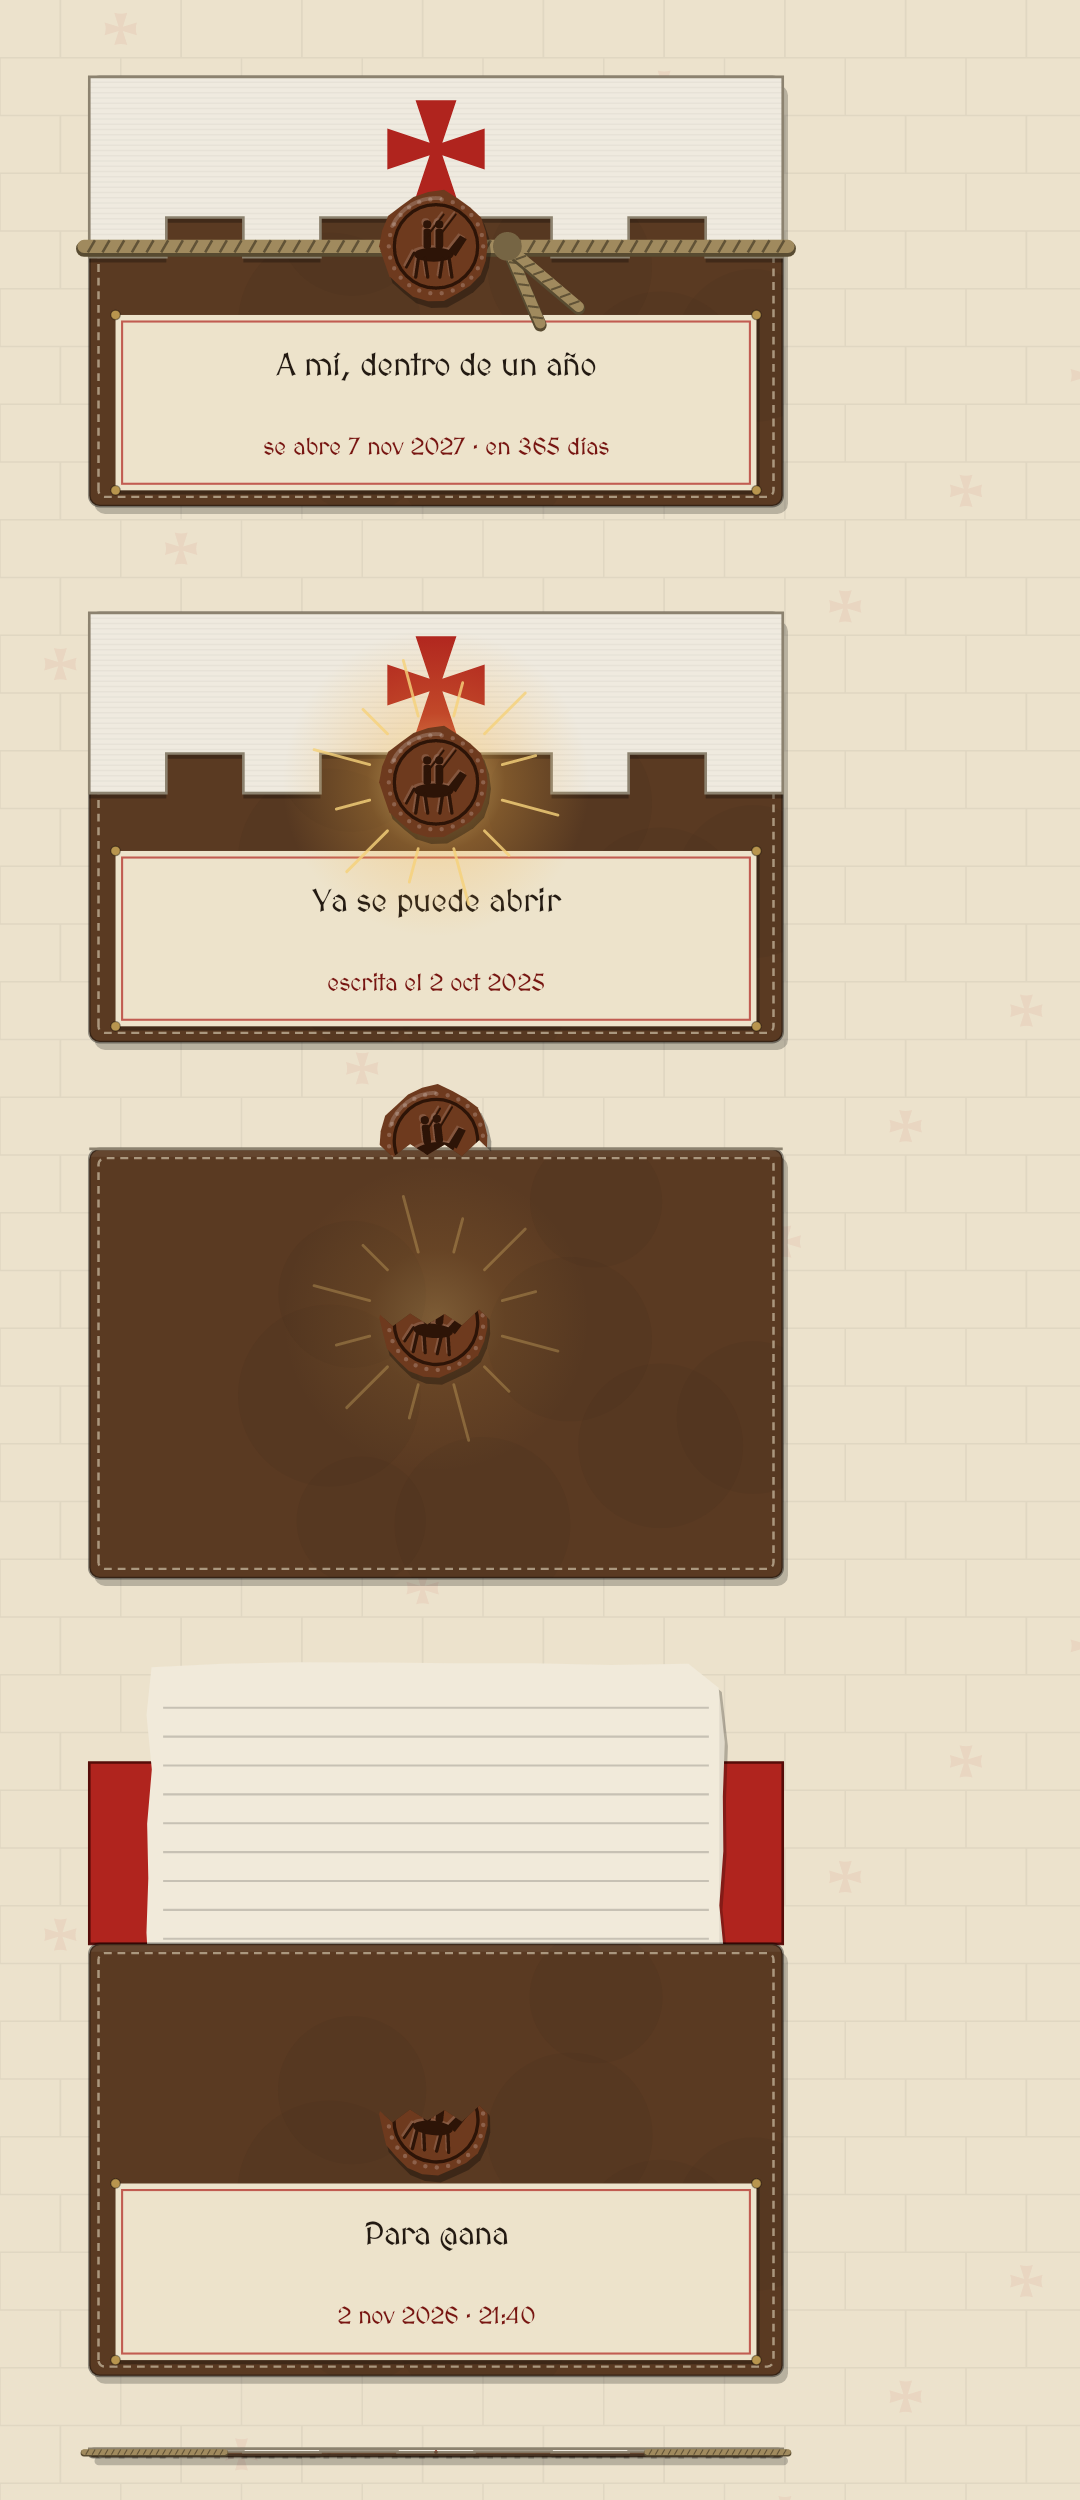 A mí, dentro de un año
se abre 7 nov 2027 · en 365 días
Ya se puede abrir
escrita el 2 oct 2025
Para gana
2 nov 2026 · 21:40